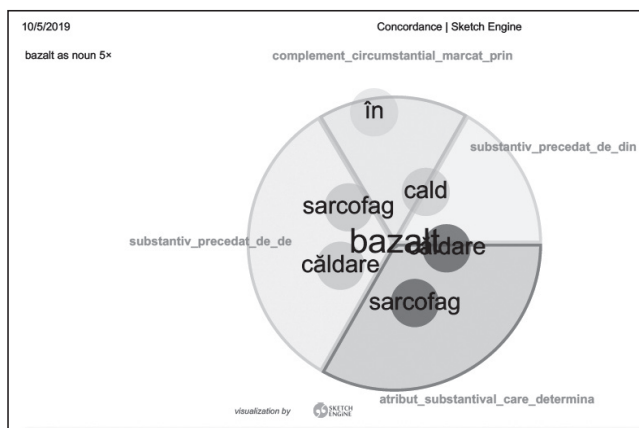 10/5/2019 Concordance | Sketch Engine
bazalt as noun 5×
complement_circumstantial_marcat_prin
în
substantiv_precedat_de_din
cald
sarcofag
substantiv_precedat_de_de
bazalt
căldare
căldare
sarcofag
atribut_substantival_care_determina
visualization by SKETCH ENGINE